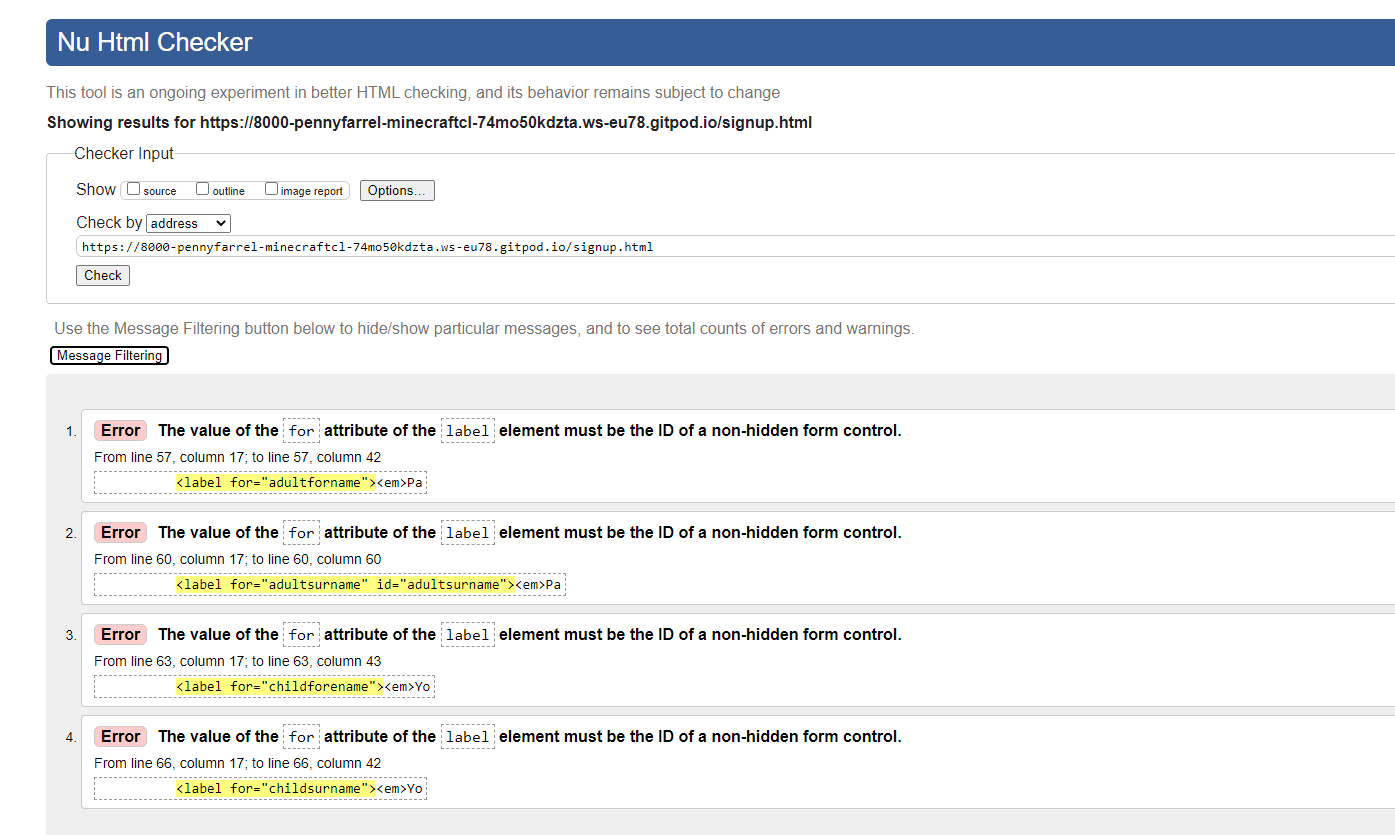 Nu Html Checker
This tool is an ongoing experiment in better HTML checking, and its behavior remains subject to change
Showing results for https://8000-pennyfarrel-minecraftcl-74mo50kdzta.ws-eu78.gitpod.io/signup.html
Checker Input
Show source outline image report Options...
Check by address
https://8000-pennyfarrel-minecraftcl-74mo50kdzta.ws-eu78.gitpod.io/signup.html
Check
Use the Message Filtering button below to hide/show particular messages, and to see total counts of errors and warnings.
Message Filtering
1. Error The value of the for attribute of the label element must be the ID of a non-hidden form control.
From line 57, column 17; to line 57, column 42
<label for="adultforname"><em>Pa
2. Error The value of the for attribute of the label element must be the ID of a non-hidden form control.
From line 60, column 17; to line 60, column 60
<label for="adultsurname" id="adultsurname"><em>Pa
3. Error The value of the for attribute of the label element must be the ID of a non-hidden form control.
From line 63, column 17; to line 63, column 43
<label for="childforename"><em>Yo
4. Error The value of the for attribute of the label element must be the ID of a non-hidden form control.
From line 66, column 17; to line 66, column 42
<label for="childsurname"><em>Yo